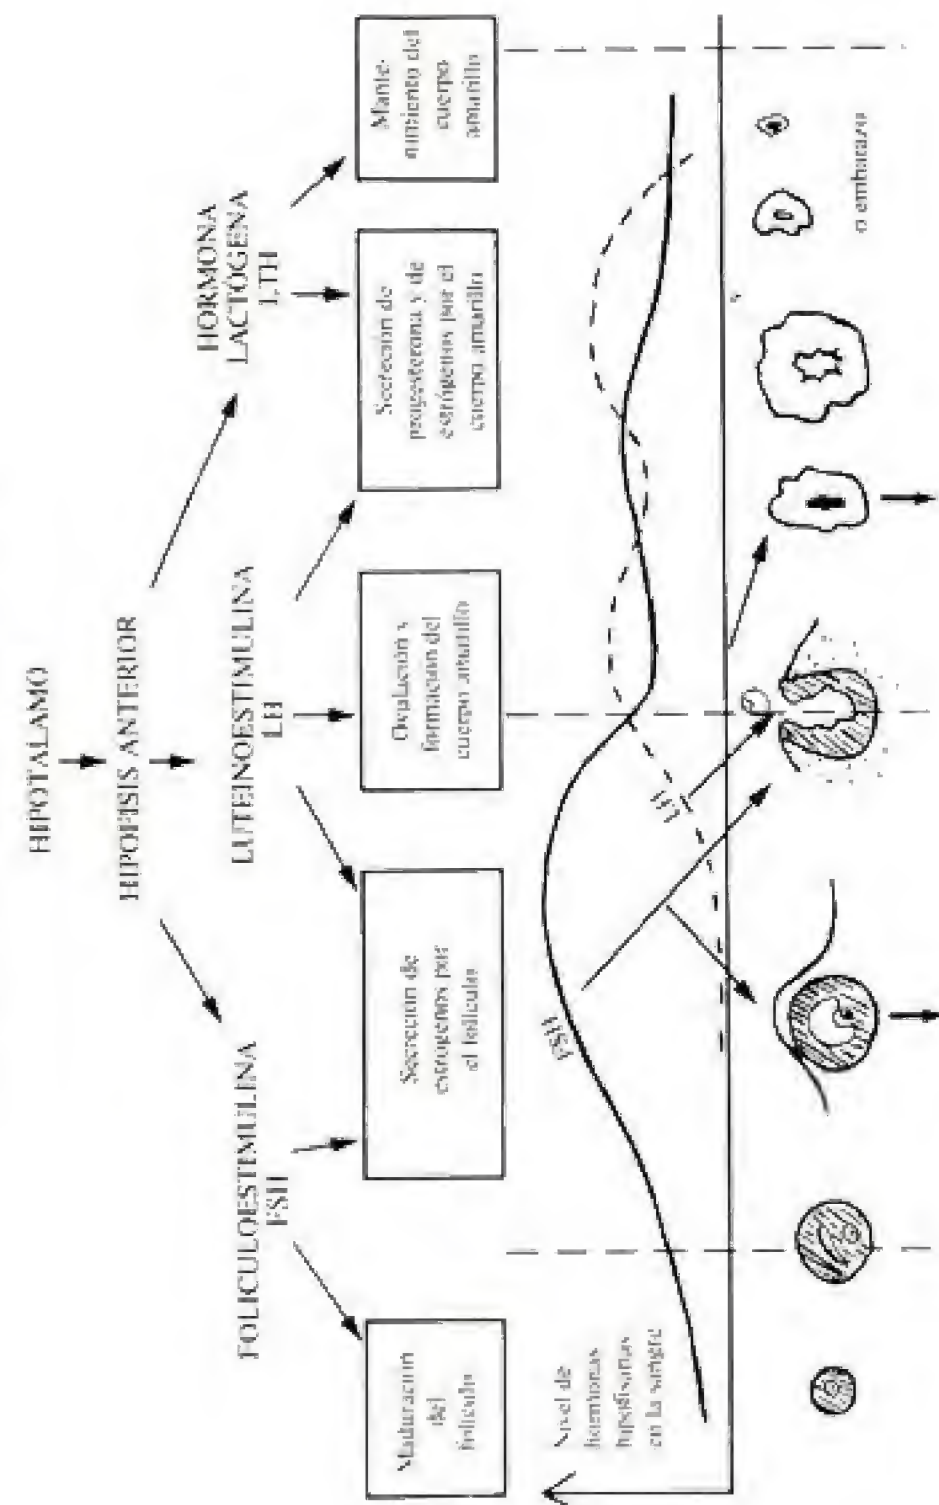 HIPOTALAMO
HIPOFISIS ANTERIOR
FOLICULOESTIMULINA
FSH
LUTEINOESTIMULINA
LH
HORMONA
LACTOGENA
LTH
Maduración
del
folículo
Secreción de
estrógenos por
el folículo
Ovulación y
formación del
cuerpo amarillo
Secreción de
progesterona y de
estrógenos por el
cuerpo amarillo
Mante-
nimiento del
cuerpo
amarillo
Nivel de
hormonas
hipofisarias
en la sangre
FSH
LH
o embarazo